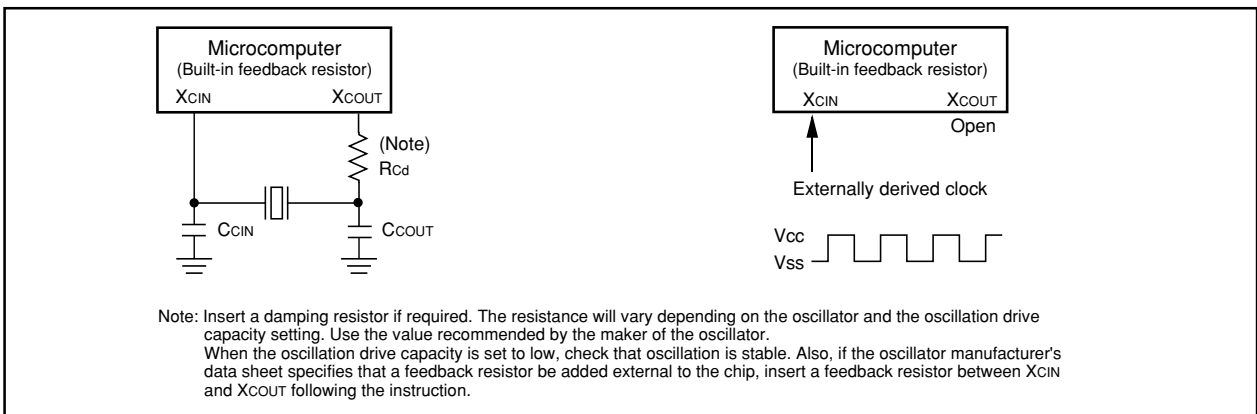 Microcomputer
(Built-in feedback resistor)
XCIN XCOUT
(Note)
RCd
CCIN CCOUT
Microcomputer
(Built-in feedback resistor)
XCIN XCOUT
Open
Externally derived clock
Vcc
Vss
Note: Insert a damping resistor if required. The resistance will vary depending on the oscillator and the oscillation drive
capacity setting. Use the value recommended by the maker of the oscillator.
When the oscillation drive capacity is set to low, check that oscillation is stable. Also, if the oscillator manufacturer's
data sheet specifies that a feedback resistor be added external to the chip, insert a feedback resistor between XCIN
and XCOUT following the instruction.